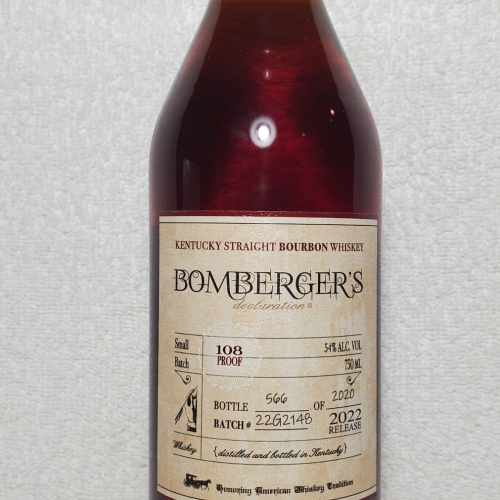 KENTUCKY STRAIGHT BOURBON WHISKEY
BOMBERGER'S
declaration
Small Batch
108 PROOF
54% ALC. VOL.
750 ML
BOTTLE 566 OF 2020
BATCH # 22G2148
2022 RELEASE
Whiskey
{distilled and bottled in Kentucky}
Honoring American Whiskey Tradition